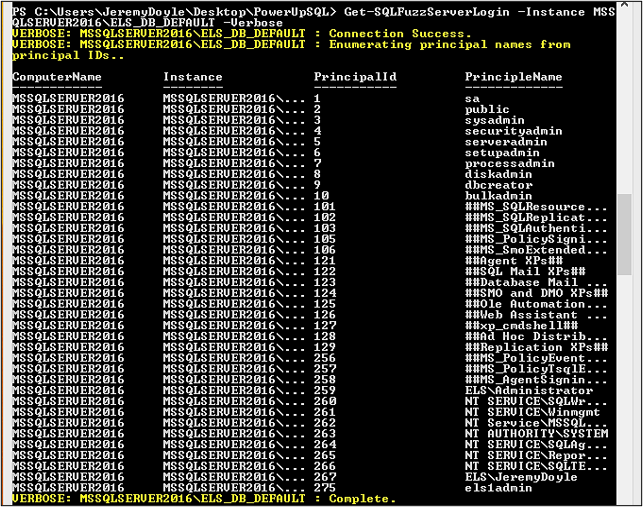 PS C:\Users\JeremyDoyle\Desktop\PowerUpSQL> Get-SQLFuzzServerLogin -Instance MSS
QLSERVER2016\ELS_DB_DEFAULT -Verbose
VERBOSE: MSSQLSERVER2016\ELS_DB_DEFAULT : Connection Success.
VERBOSE: MSSQLSERVER2016\ELS_DB_DEFAULT : Enumerating principal names from
principal IDs..
ComputerName Instance PrincipalId PrincipleName
------------ -------- ----------- -------------
MSSQLSERVER2016 MSSQLSERVER2016\... 1 sa
MSSQLSERVER2016 MSSQLSERVER2016\... 2 public
MSSQLSERVER2016 MSSQLSERVER2016\... 3 sysadmin
MSSQLSERVER2016 MSSQLSERVER2016\... 4 securityadmin
MSSQLSERVER2016 MSSQLSERVER2016\... 5 serveradmin
MSSQLSERVER2016 MSSQLSERVER2016\... 6 setupadmin
MSSQLSERVER2016 MSSQLSERVER2016\... 7 processadmin
MSSQLSERVER2016 MSSQLSERVER2016\... 8 diskadmin
MSSQLSERVER2016 MSSQLSERVER2016\... 9 dbcreator
MSSQLSERVER2016 MSSQLSERVER2016\... 10 bulkadmin
MSSQLSERVER2016 MSSQLSERVER2016\... 101 ##MS_SQLResource...
MSSQLSERVER2016 MSSQLSERVER2016\... 102 ##MS_SQLReplicat...
MSSQLSERVER2016 MSSQLSERVER2016\... 103 ##MS_SQLAuthenti...
MSSQLSERVER2016 MSSQLSERVER2016\... 105 ##MS_PolicySigni...
MSSQLSERVER2016 MSSQLSERVER2016\... 106 ##MS_SmoExtended...
MSSQLSERVER2016 MSSQLSERVER2016\... 121 ##Agent XPs##
MSSQLSERVER2016 MSSQLSERVER2016\... 122 ##SQL Mail XPs##
MSSQLSERVER2016 MSSQLSERVER2016\... 123 ##Database Mail ...
MSSQLSERVER2016 MSSQLSERVER2016\... 124 ##SMO and DMO XPs##
MSSQLSERVER2016 MSSQLSERVER2016\... 125 ##Ole Automation...
MSSQLSERVER2016 MSSQLSERVER2016\... 126 ##Web Assistant ...
MSSQLSERVER2016 MSSQLSERVER2016\... 127 ##xp_cmdshell##
MSSQLSERVER2016 MSSQLSERVER2016\... 128 ##Ad Hoc Distrib...
MSSQLSERVER2016 MSSQLSERVER2016\... 129 ##Replication XPs##
MSSQLSERVER2016 MSSQLSERVER2016\... 256 ##MS_PolicyEvent...
MSSQLSERVER2016 MSSQLSERVER2016\... 257 ##MS_PolicyTsqlE...
MSSQLSERVER2016 MSSQLSERVER2016\... 258 ##MS_AgentSignin...
MSSQLSERVER2016 MSSQLSERVER2016\... 259 ELS\Administrator
MSSQLSERVER2016 MSSQLSERVER2016\... 260 NT SERVICE\SQLWr...
MSSQLSERVER2016 MSSQLSERVER2016\... 261 NT SERVICE\Winmgmt
MSSQLSERVER2016 MSSQLSERVER2016\... 262 NT Service\MSSQL...
MSSQLSERVER2016 MSSQLSERVER2016\... 263 NT AUTHORITY\SYSTEM
MSSQLSERVER2016 MSSQLSERVER2016\... 264 NT SERVICE\SQLAg...
MSSQLSERVER2016 MSSQLSERVER2016\... 265 NT SERVICE\Repor...
MSSQLSERVER2016 MSSQLSERVER2016\... 266 NT SERVICE\SQLTE...
MSSQLSERVER2016 MSSQLSERVER2016\... 267 ELS\JeremyDoyle
MSSQLSERVER2016 MSSQLSERVER2016\... 275 els1admin
VERBOSE: MSSQLSERVER2016\ELS_DB_DEFAULT : Complete.